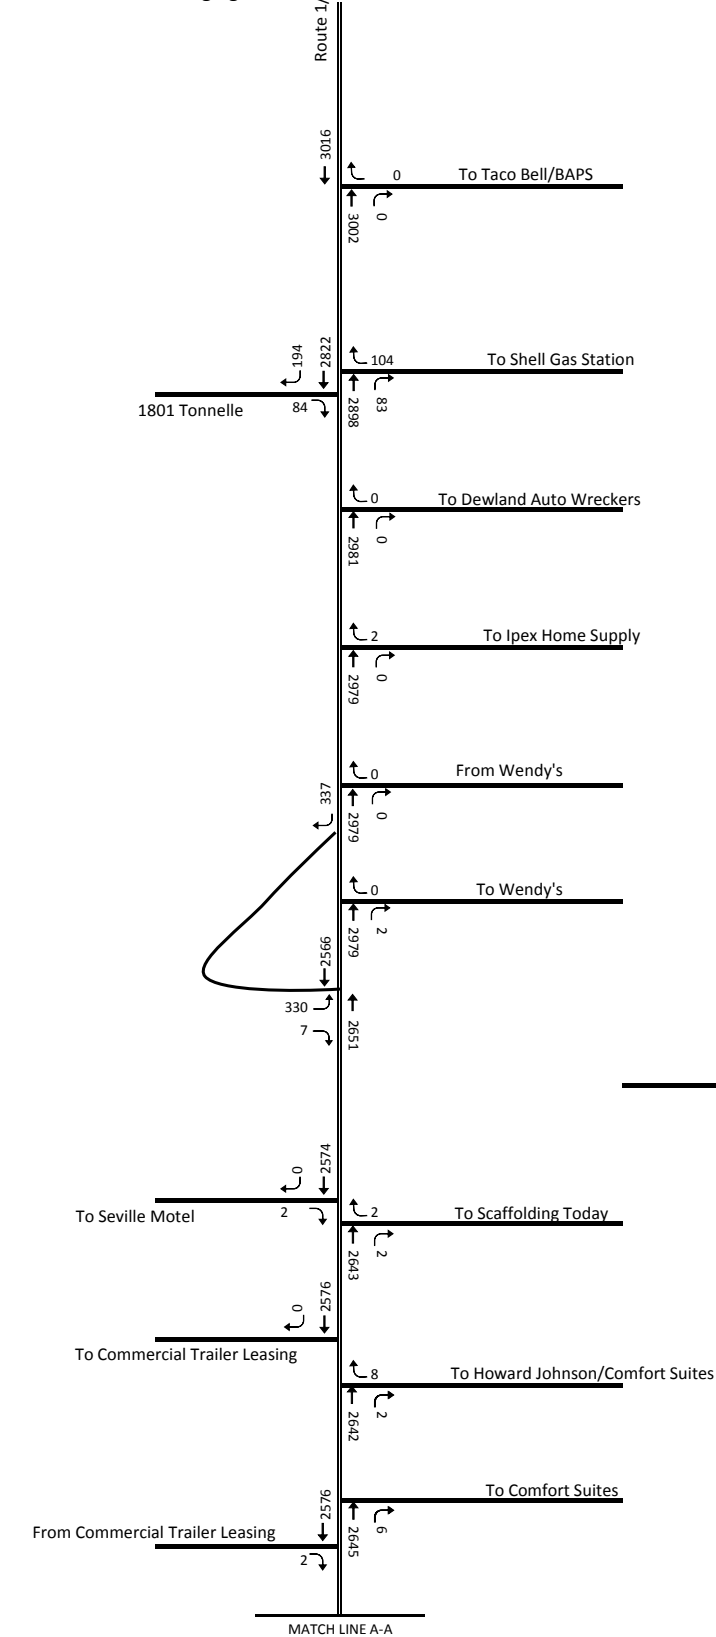 Route 1/
3016
0
To Taco Bell/BAPS
3002
0
194
2822
104
To Shell Gas Station
1801 Tonnelle
84
2898
83
0
To Dewland Auto Wreckers
2981
0
2
To Ipex Home Supply
2979
0
0
From Wendy's
337
2979
0
0
To Wendy's
2566
2979
2
330
7
2651
0
2574
To Seville Motel
2
2
To Scaffolding Today
2643
2
0
2576
To Commercial Trailer Leasing
8
To Howard Johnson/Comfort Suites
2642
2
2576
To Comfort Suites
From Commercial Trailer Leasing
2645
6
2
MATCH LINE A-A